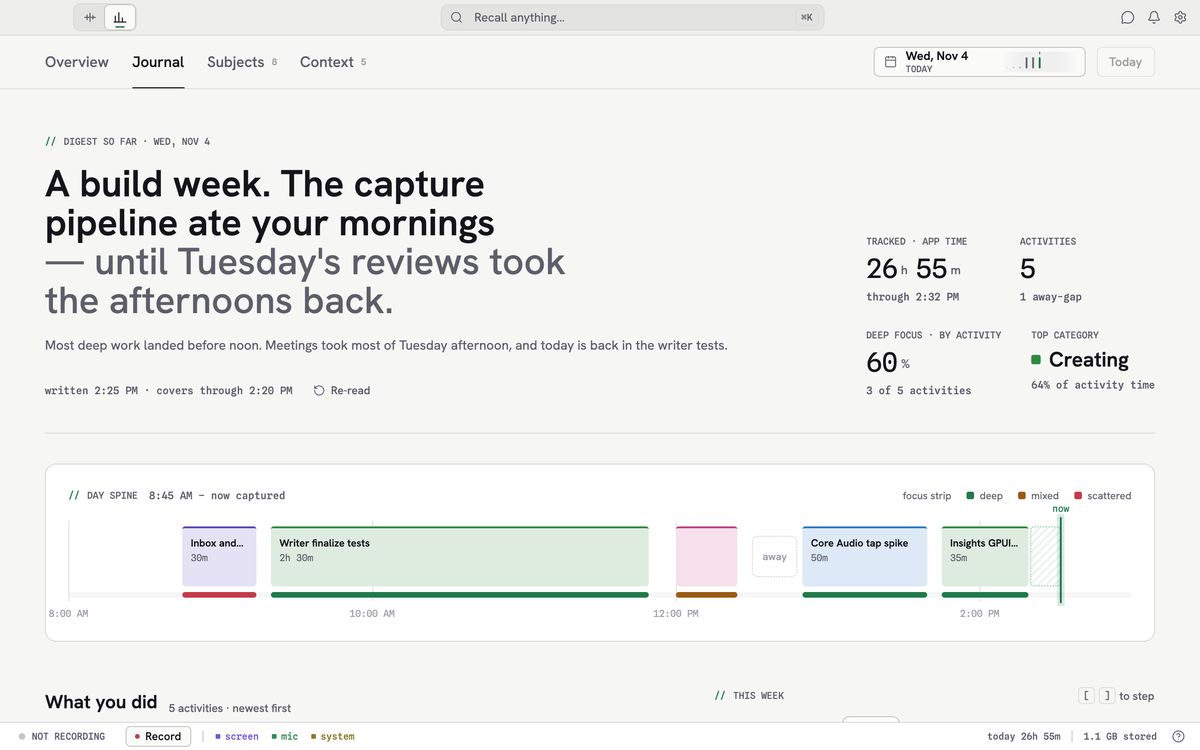 Recall anything...
⌘K
Overview Journal Subjects 8 Context 5
Wed, Nov 4
TODAY
Today
// DIGEST SO FAR · WED, NOV 4
A build week. The capture
pipeline ate your mornings
— until Tuesday's reviews took
the afternoons back.
Most deep work landed before noon. Meetings took most of Tuesday afternoon, and today is back in the writer tests.
written 2:25 PM · covers through 2:20 PM Re-read
TRACKED · APP TIME
26 h 55 m
through 2:32 PM
ACTIVITIES
5
1 away-gap
DEEP FOCUS · BY ACTIVITY
60 %
3 of 5 activities
TOP CATEGORY
Creating
64% of activity time
// DAY SPINE 8:45 AM – now captured
focus strip deep mixed scattered
now
Inbox and...
30m
Writer finalize tests
2h 30m
away
Core Audio tap spike
50m
Insights GPUI...
35m
8:00 AM 10:00 AM 12:00 PM 2:00 PM
What you did 5 activities · newest first
// THIS WEEK
[ ] to step
NOT RECORDING Record screen mic system
today 26h 55m 1.1 GB stored